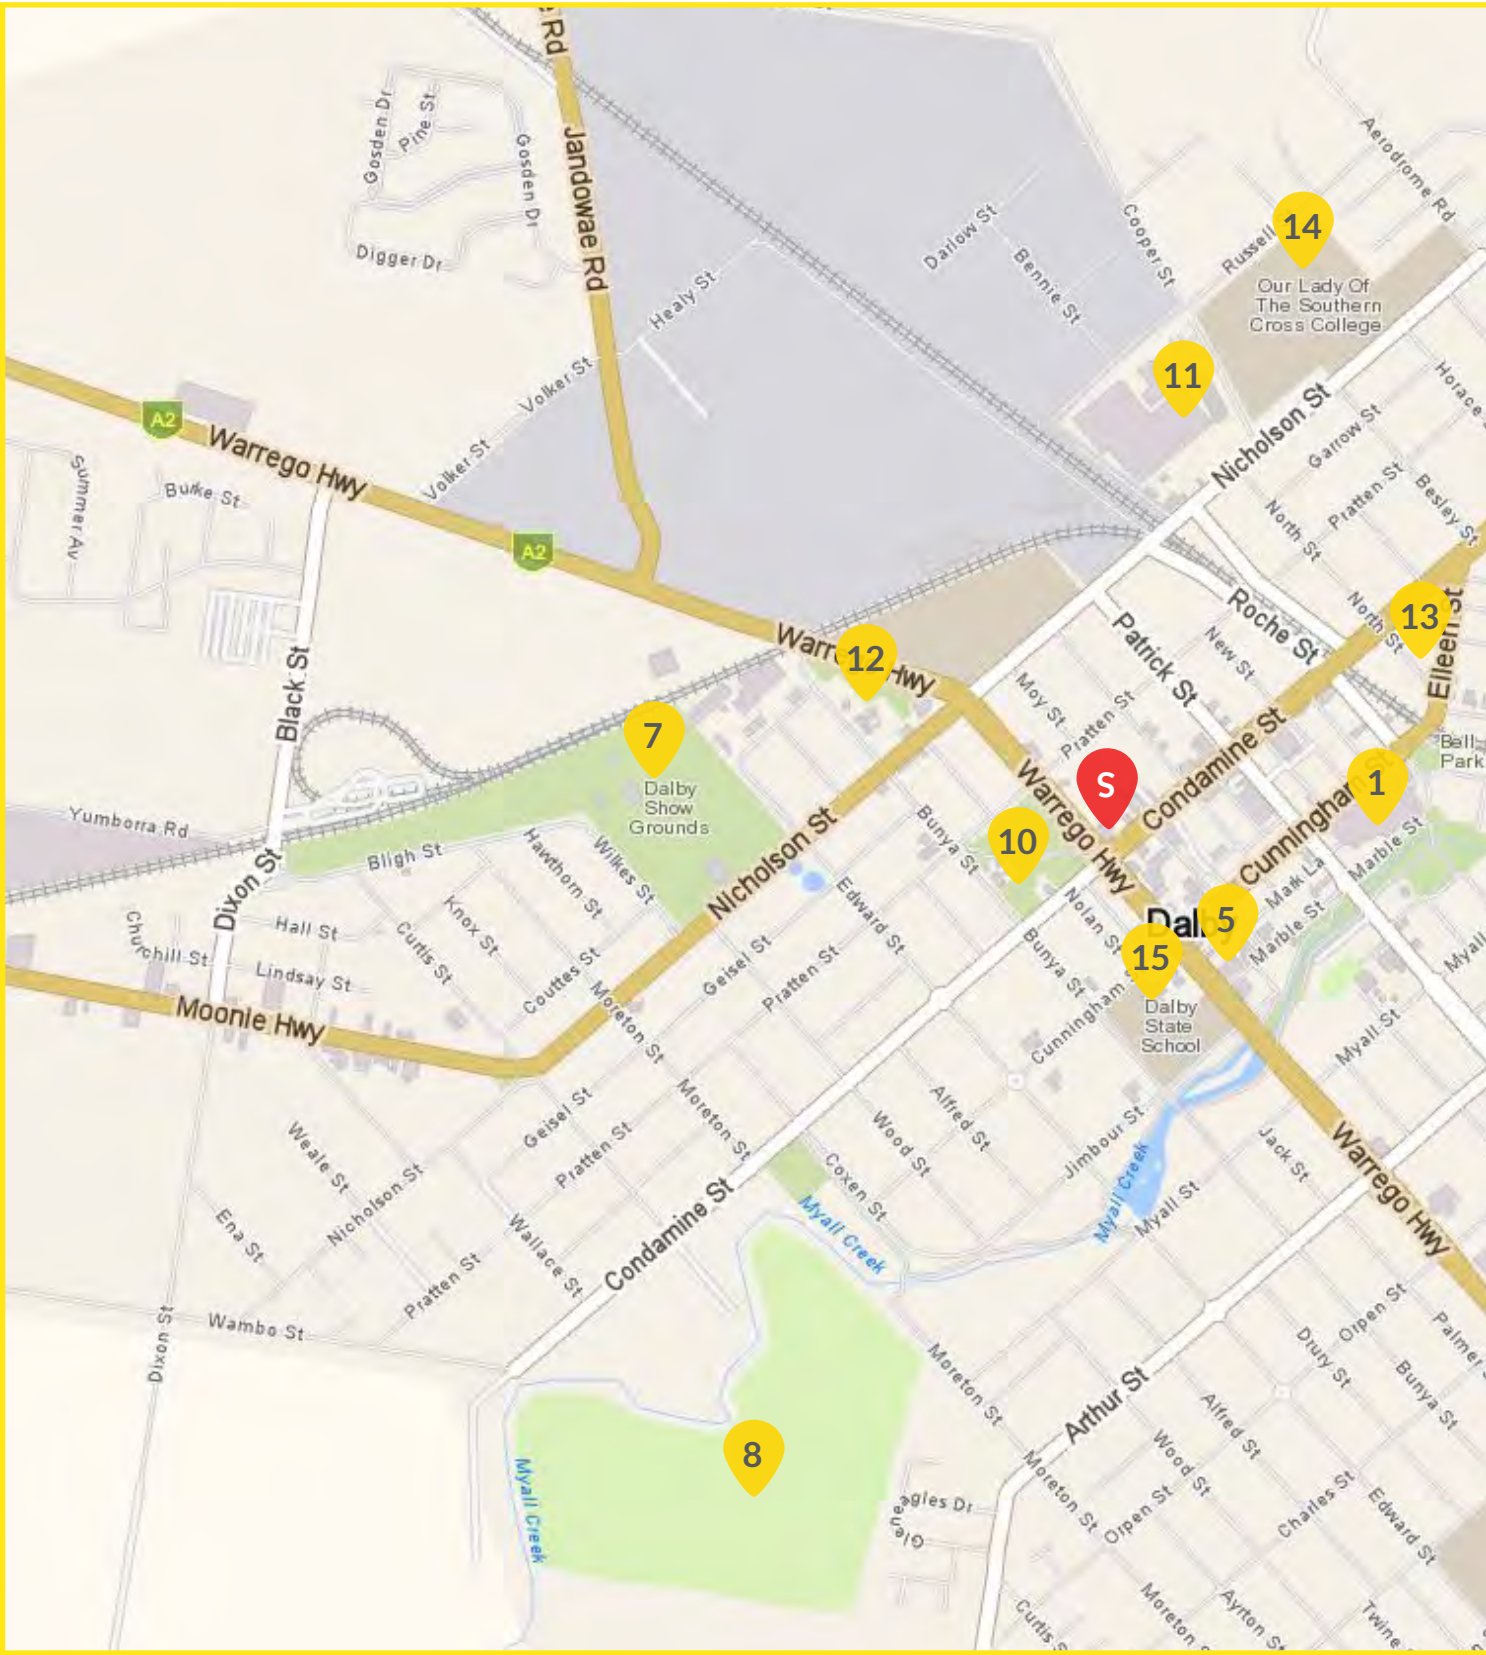 e Rd
Jandowae Rd
Gosden Dr
Pine St
Gosden Dr
Digger Dr
Healy St
Volker St
Volker St
Darlow St
Bennie St
Cooper St
Aerodrome Rd
Russell
14
Our Lady Of
The Southern
Cross College
11
A2
Warrego Hwy
A2
Summer Av
Burke St
Black St
Nicholson St
Horace
Garrow St
Pratten St
Besley St
North St
North St
13
Eileen St
Roche St
New St
Patrick St
Moy St
Pratten St
Warrego Hwy
12
7
Dalby
Show
Grounds
Nicholson St
Bell
Park
1
S
Condamine St
Cunningham St
Warrego Hwy
10
Bunya St
Yumborra Rd
Bligh St
Dixon St
Hawthorn St
Wilkes St
Knox St
Curtis St
Coutts St
Hall St
Churchill St
Lindsay St
Moonie Hwy
Edward St
Geisel St
Pratten St
Moreton St
Mark La
Marble St
Marble St
Nolan St
Dalby
5
15
Dalby
State
School
Bunya St
Cunningham
Myall
Myall St
Geisel St
Pratten St
Moreton St
Weale St
Nicholson St
Ena St
Wallace St
Pratten St
Condamine St
Alfred St
Wood St
Coxen St
Jimbour St
Myall Creek
Myall Creek
Myall St
Jack St
Warrego Hwy
Wambo St
Dixon St
Moreton St
Arthur St
Orpen St
Drury St
Palmer
Bunya St
Alfred St
Wood St
8
Myall Creek
Gleneagles Dr
Moreton St
Orpen St
Charles St
Edward St
Curtis S
Moreton S
Ayrton St
Twine